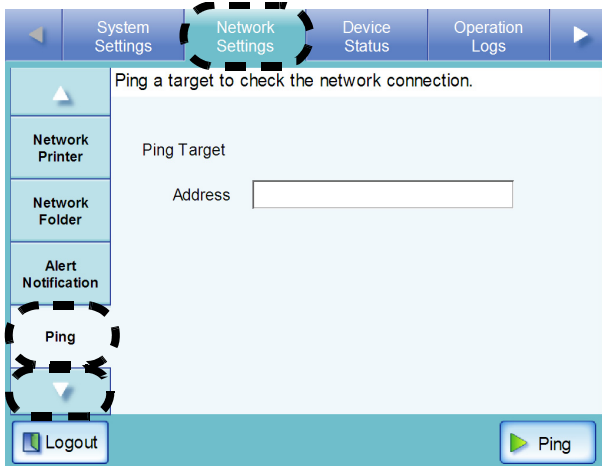 System
Settings
Network
Settings
Device
Status
Operation
Logs
Ping a target to check the network connection.
Network
Printer
Network
Folder
Alert
Notification
Ping
Ping Target
Address
Logout
Ping